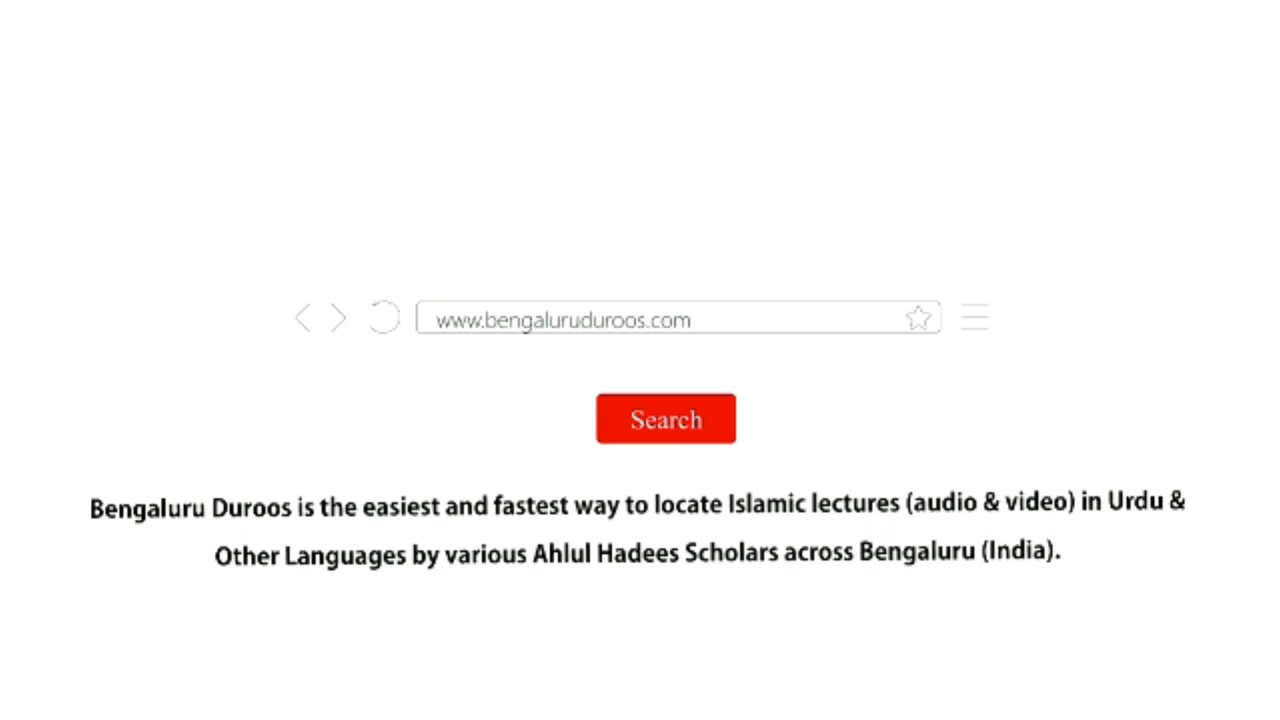 www.bengaluruduroos.com
Search
Bengaluru Duroos is the easiest and fastest way to locate Islamic lectures (audio & video) in Urdu &
Other Languages by various Ahlul Hadees Scholars across Bengaluru (India).